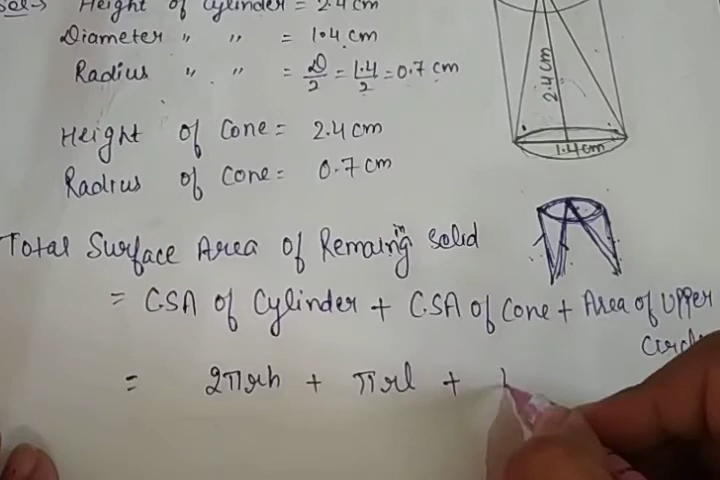 Sol-> Height of Cylinder = 2.4 cm
Diameter " " = 1.4 cm
Radius " " = D/2 = 1.4/2 = 0.7 cm
Height of Cone = 2.4 cm
Radius of Cone = 0.7 cm
2.4 cm
1.4 cm
Total Surface Area of Remaing in Solid
= CSA of Cylinder + CSA of Cone + Area of Upper
Circle
= 2πrh + πrl +